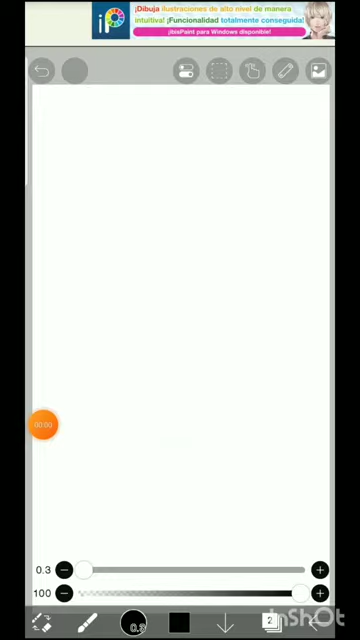 iP
¡Dibuja ilustraciones de alto nivel de manera
intuitiva! ¡Funcionalidad totalmente conseguida!
¡ibisPaint para Windows disponible!
00:00
0.3
100
0.3
2
InShot